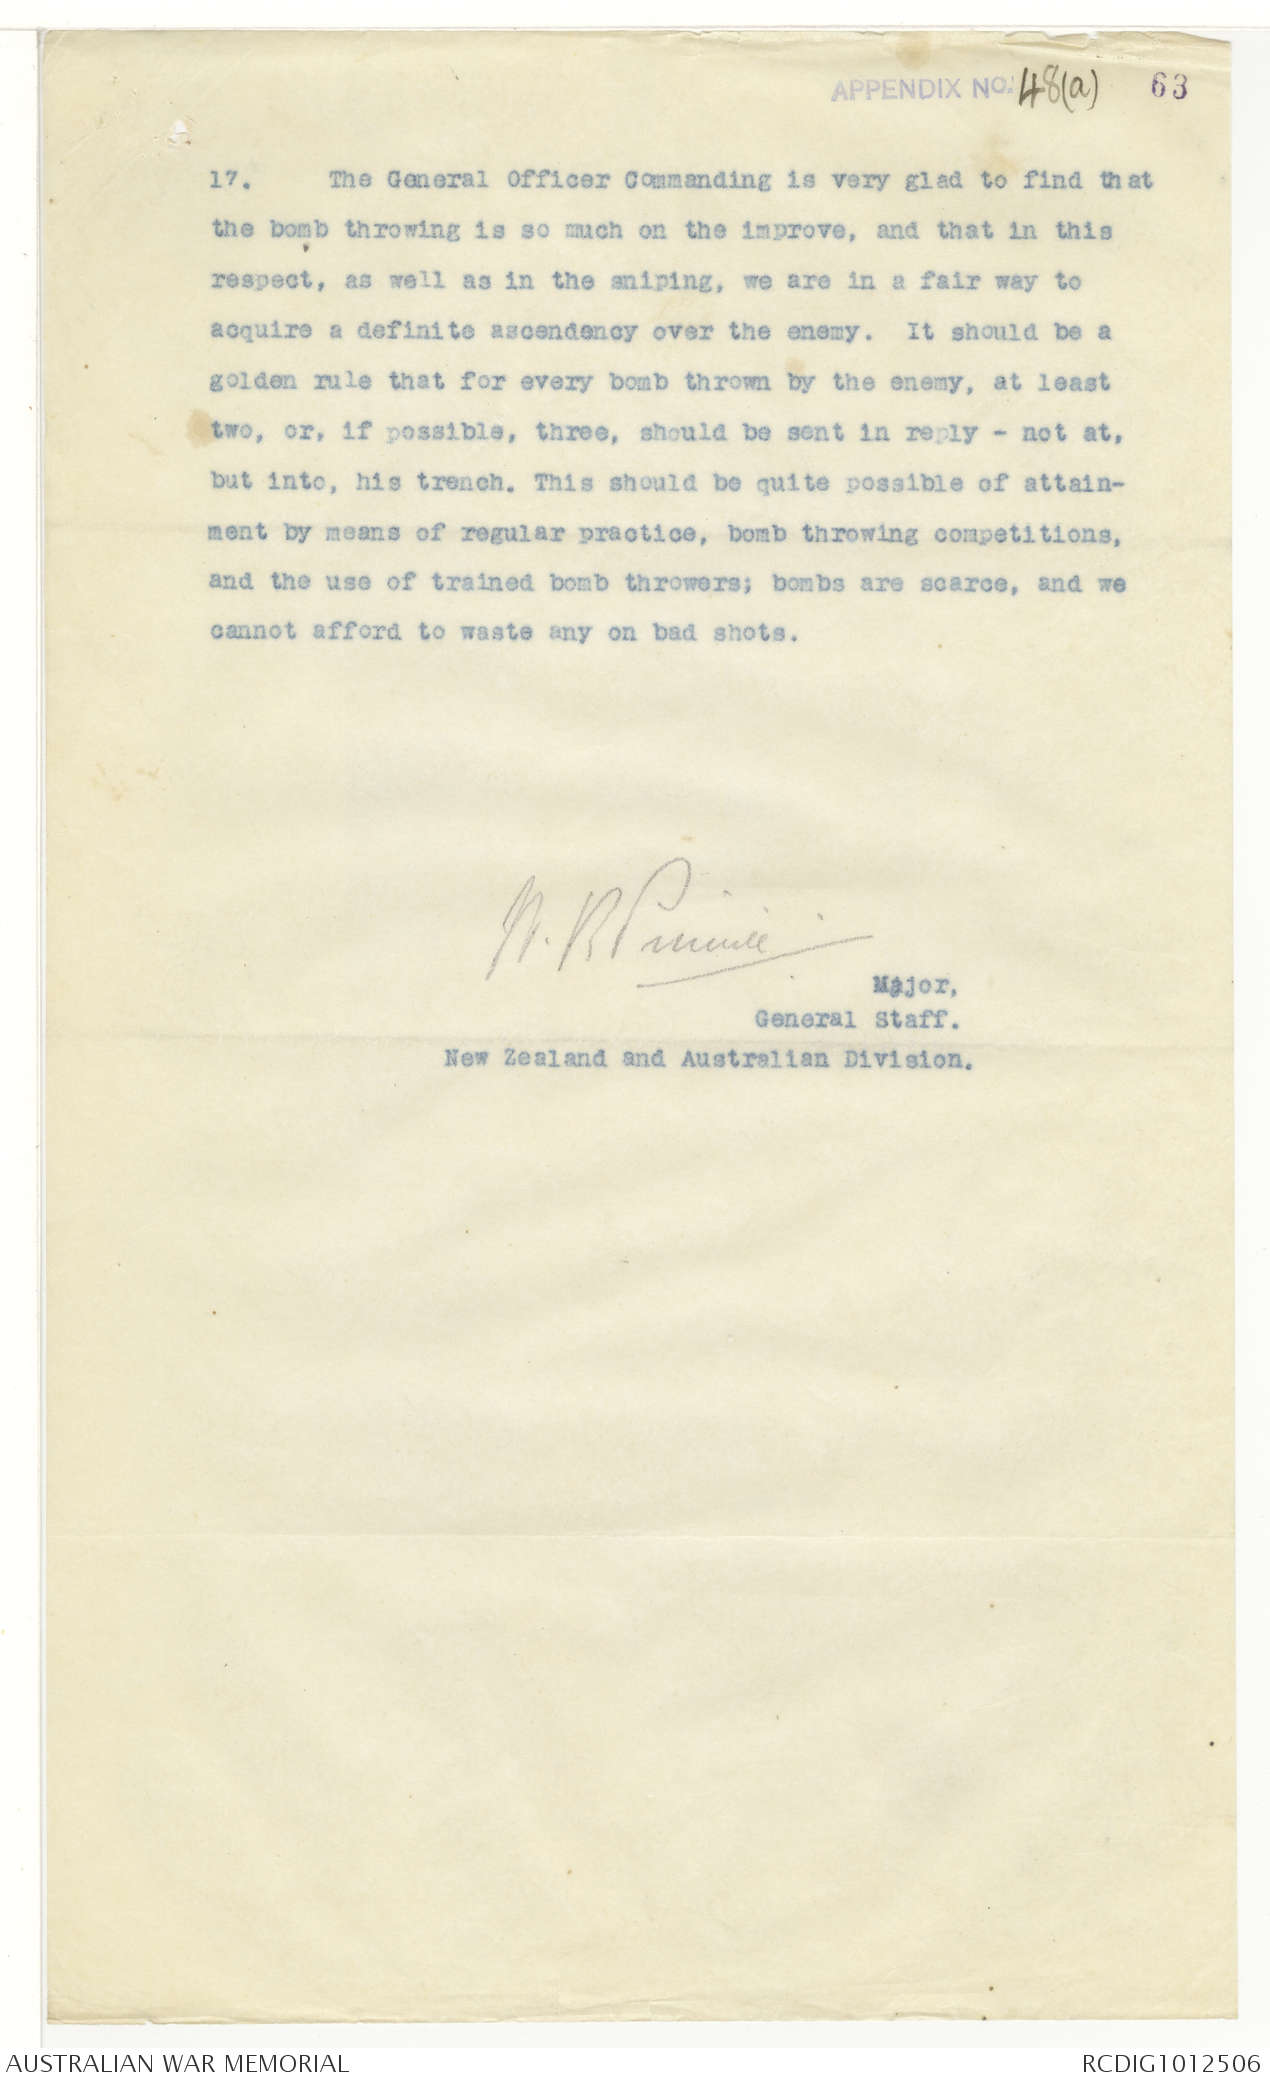 APPENDIX No. 48(a) 63
17. The General Officer Commanding is very glad to find that
the bomb throwing is so much on the improve, and that in this
respect, as well as in the sniping, we are in a fair way to
acquire a definite ascendency over the enemy. It should be a
golden rule that for every bomb thrown by the enemy, at least
two, or, if possible, three, should be sent in reply - not at,
but into, his trench. This should be quite possible of attain-
ment by means of regular practice, bomb throwing competitions,
and the use of trained bomb throwers; bombs are scarce, and we
cannot afford to waste any on bad shots.
Major,
General Staff.
New Zealand and Australian Division.
AUSTRALIAN WAR MEMORIAL
RCDIG1012506